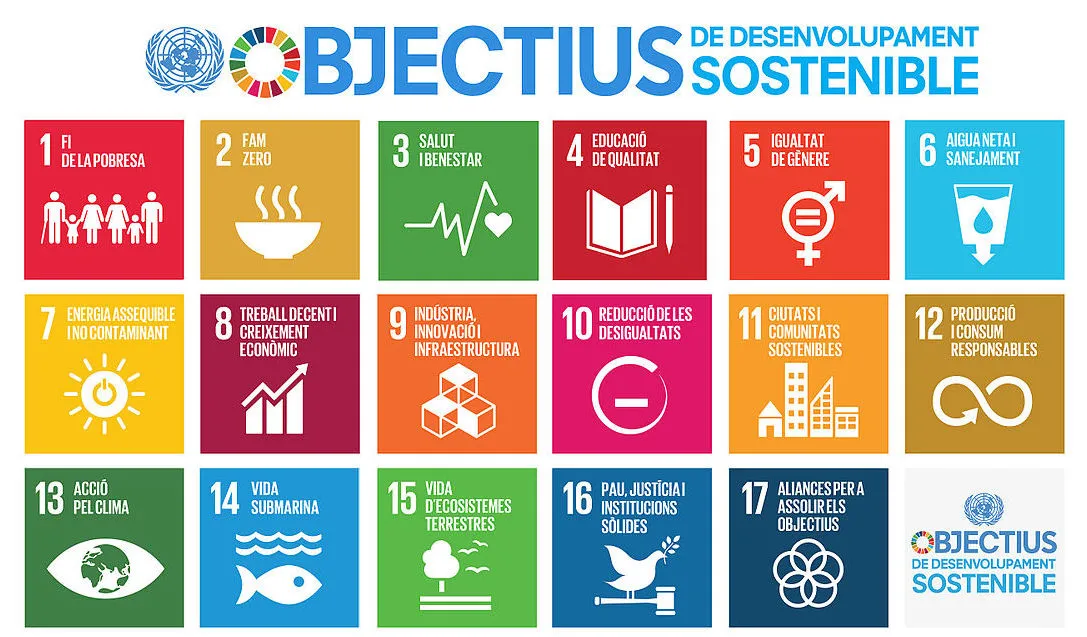 OBJECTIUS
DE DESENVOLUPAMENT
SOSTENIBLE
1 FI
DE LA POBRESA
2 FAM
ZERO
3 SALUT
I BENESTAR
4 EDUCACIÓ
DE QUALITAT
5 IGUALTAT
DE GÈNERE
6 AIGUA NETA I
SANEJAMENT
7 ENERGIA ASSEQUIBLE
I NO CONTAMINANT
8 TREBALL DECENT I
CREIXEMENT
ECONÒMIC
9 INDÚSTRIA,
INNOVACIÓ I
INFRAESTRUCTURA
10 REDUCCIÓ DE LES
DESIGUALTATS
11 CIUTATS I
COMUNITATS
SOSTENIBLES
12 PRODUCCIÓ
I CONSUM
RESPONSABLES
13 ACCIÓ
PEL CLIMA
14 VIDA
SUBMARINA
15 VIDA
D'ECOSISTEMES
TERRESTRES
16 PAU, JUSTÍCIA I
INSTITUCIONS
SÒLIDES
17 ALIANCES PER A
ASSOLIR ELS
OBJECTIUS
OBJECTIUS
DE DESENVOLUPAMENT
SOSTENIBLE